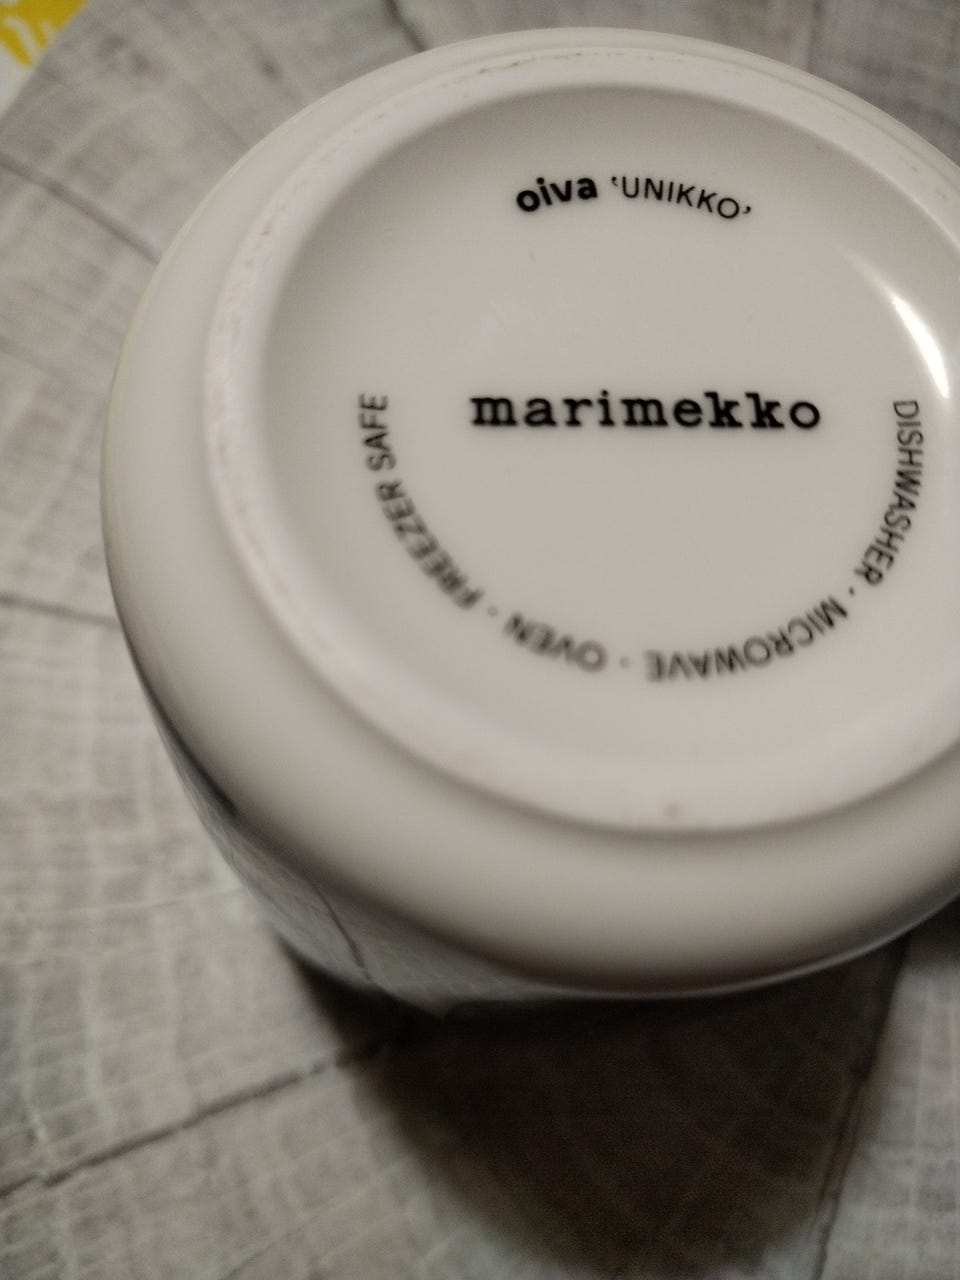 oiva 'UNIKKO'
marimekko
DISHWASHER · MICROWAVE · OVEN · FREEZER SAFE